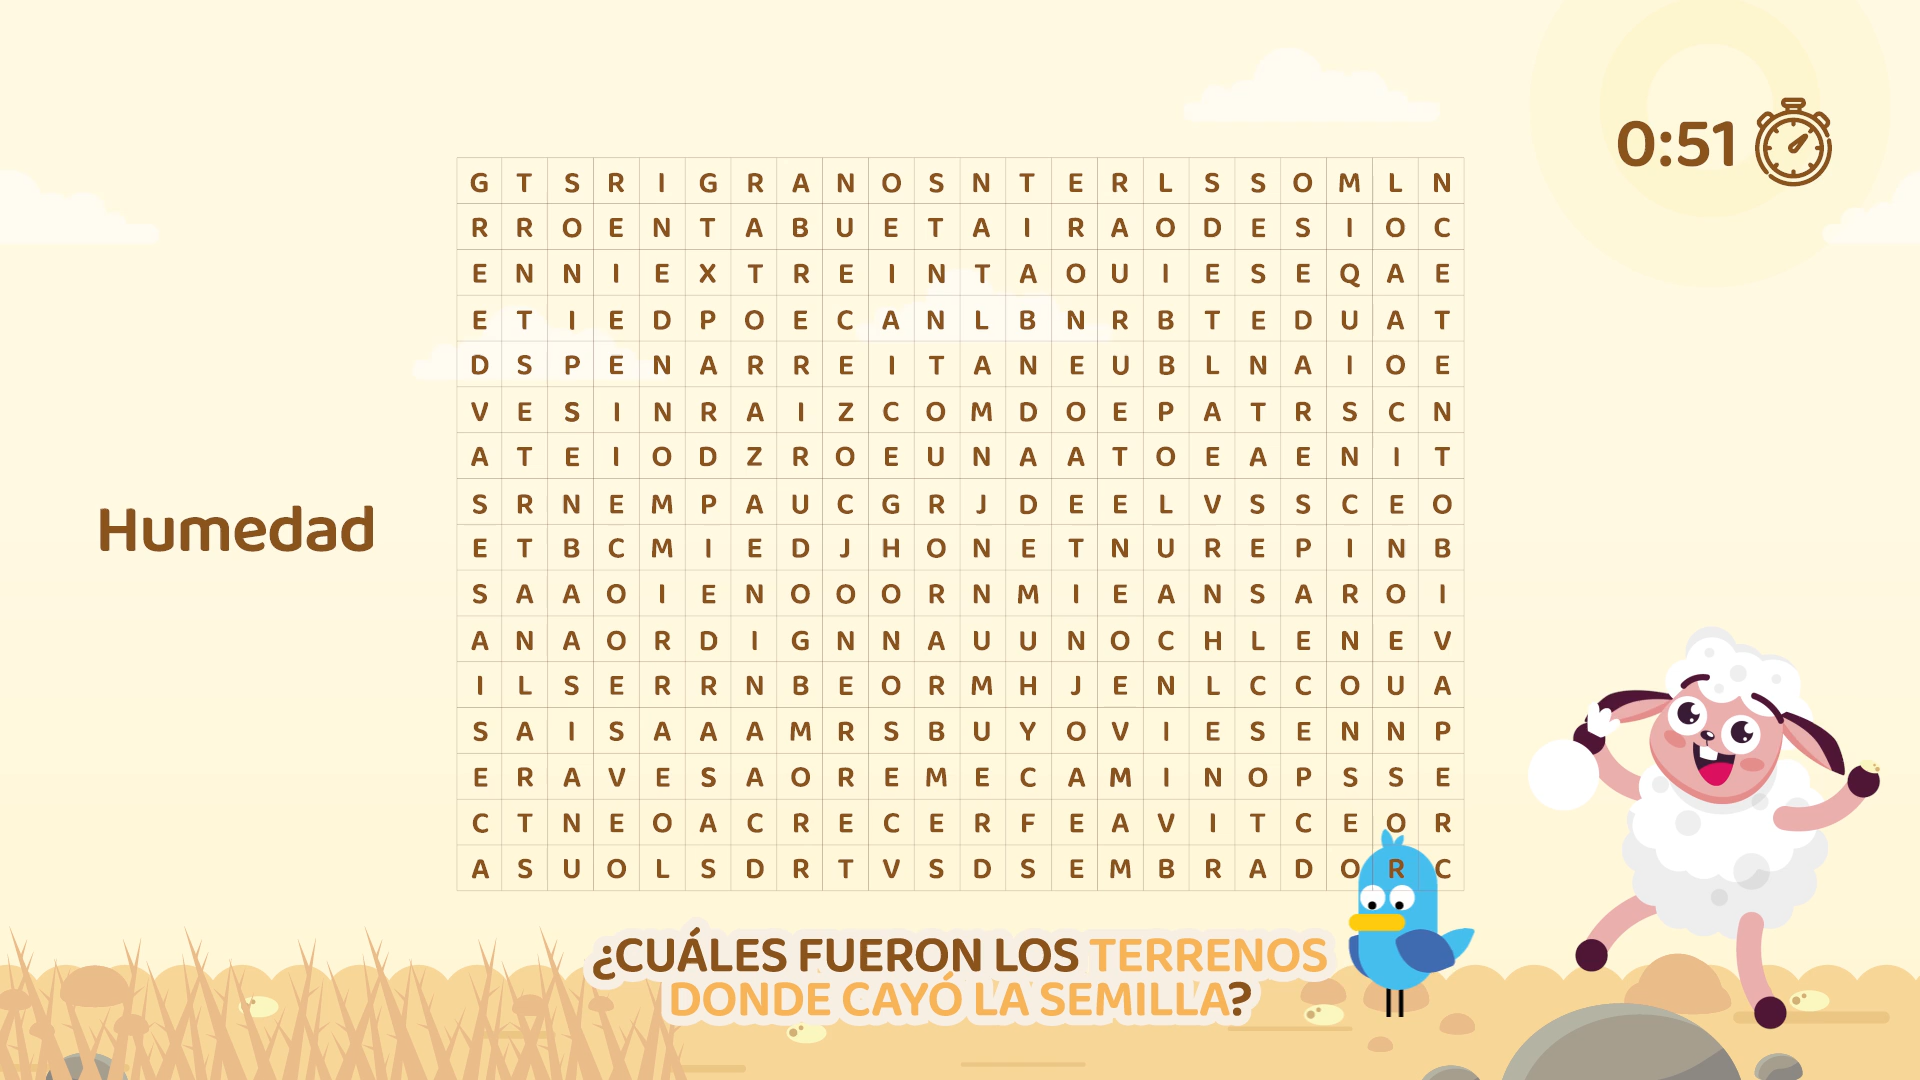 0:51
G T S R I G R A N O S N T E R L S S O M L N
R R O E N T A B U E T A I R A O D E S I O C
E N N I E X T R E I N T A O U I E S E Q A E
E T I E D P O E C A N L B N R B T E D U A T
D S P E N A R R E I T A N E U B L N A I O E
V E S I N R A I Z C O M D O E P A T R S C N
A T E I O D Z R O E U N A A T O E A E N I T
S R N E M P A U C G R J D E E L V S S C E O
Humedad
E T B C M I E D J H O N E T N U R E P I N B
S A A O I E N O O O R N M I E A N S A R O I
A N A O R D I G N N A U U N O C H L E N E V
I L S E R R N B E O R M H J E N L C C O U A
S A I S A A A M R S B U Y O V I E S E N N P
E R A V E S A O R E M E C A M I N O P S S E
C T N E O A C R E C E R F E A V I T C E O R
A S U O L S D R T V S D S E M B R A D O R C
¿CUÁLES FUERON LOS TERRENOS
DONDE CAYÓ LA SEMILLA?